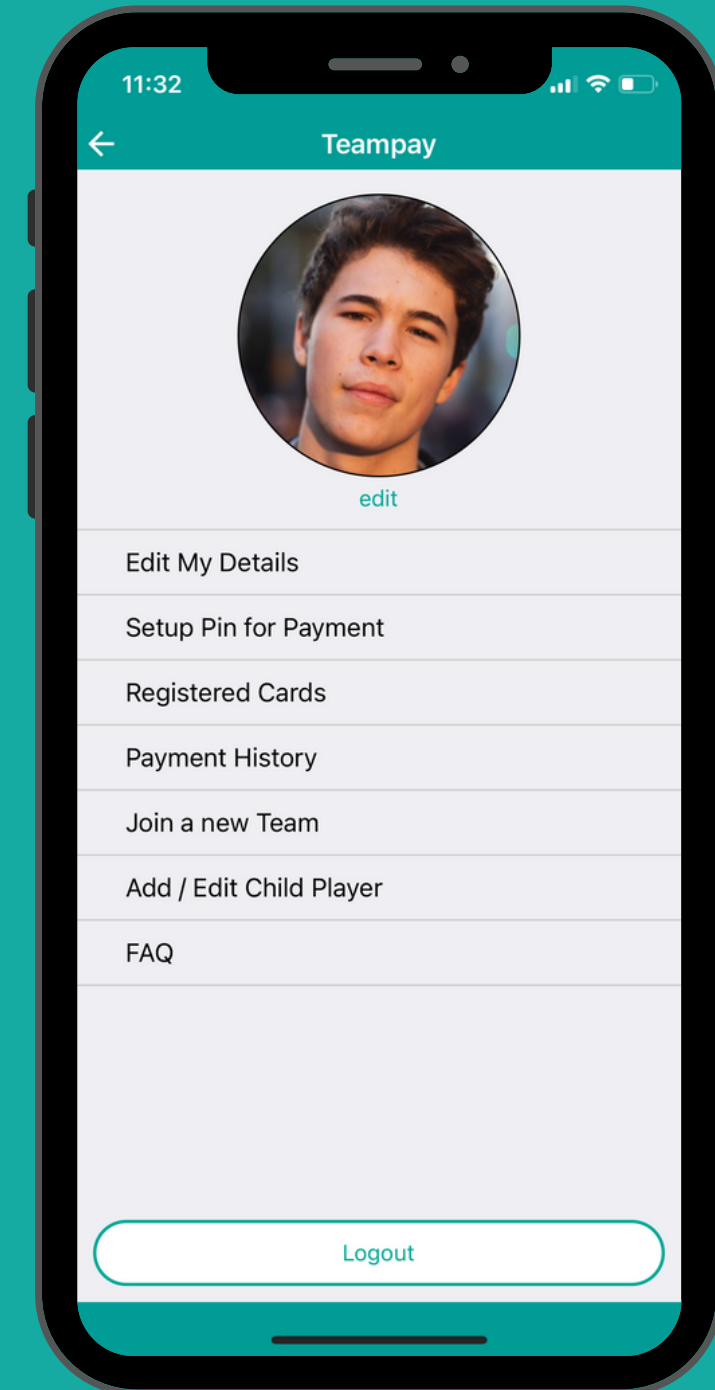 11:32
Teampay
edit
Edit My Details
Setup Pin for Payment
Registered Cards
Payment History
Join a new Team
Add / Edit Child Player
FAQ
Logout